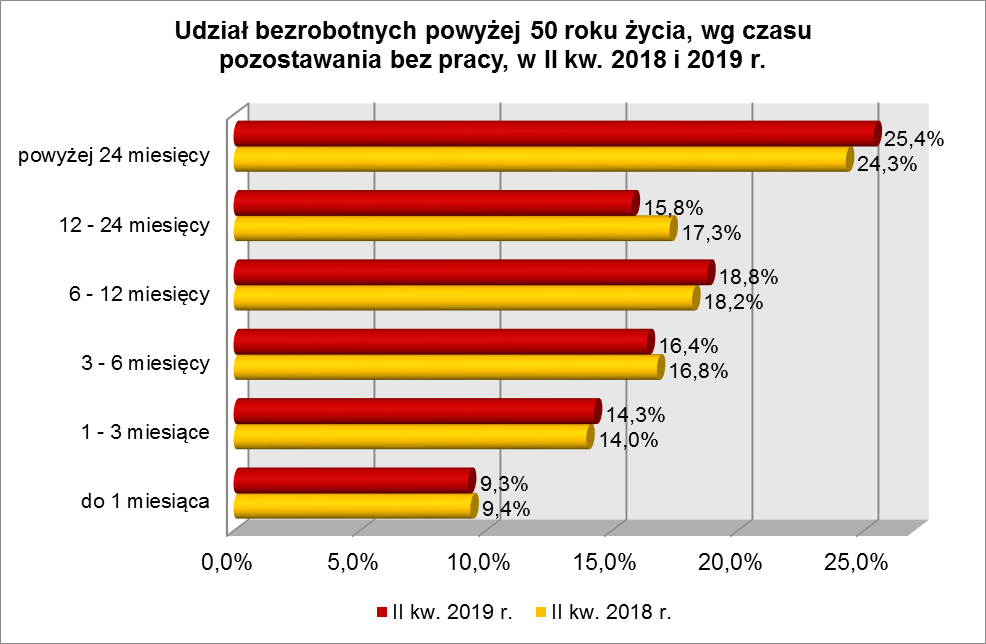 Udział bezrobotnych powyżej 50 roku życia, wg czasu
pozostawania bez pracy, w II kw. 2018 i 2019 r.
powyżej 24 miesięcy
25,4%
24,3%
12 - 24 miesięcy
15,8%
17,3%
6 - 12 miesięcy
18,8%
18,2%
3 - 6 miesięcy
16,4%
16,8%
1 - 3 miesiące
14,3%
14,0%
do 1 miesiąca
9,3%
9,4%
0,0% 5,0% 10,0% 15,0% 20,0% 25,0%
II kw. 2019 r. II kw. 2018 r.